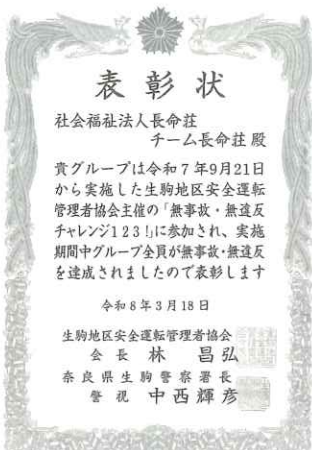 表彰状
社会福祉法人長命荘
チーム長命荘 殿
貴グループは令和7年9月21日
から実施した生駒地区安全運転
管理者協会主催の「無事故・無違反
チャレンジ123!」に参加され、実施
期間中グループ全員が無事故・無違反
を達成されましたので表彰します
令和8年3月18日
生駒地区安全運転管理者協会
会長 林 昌弘
奈良県生駒警察署長
警視 中西輝彦